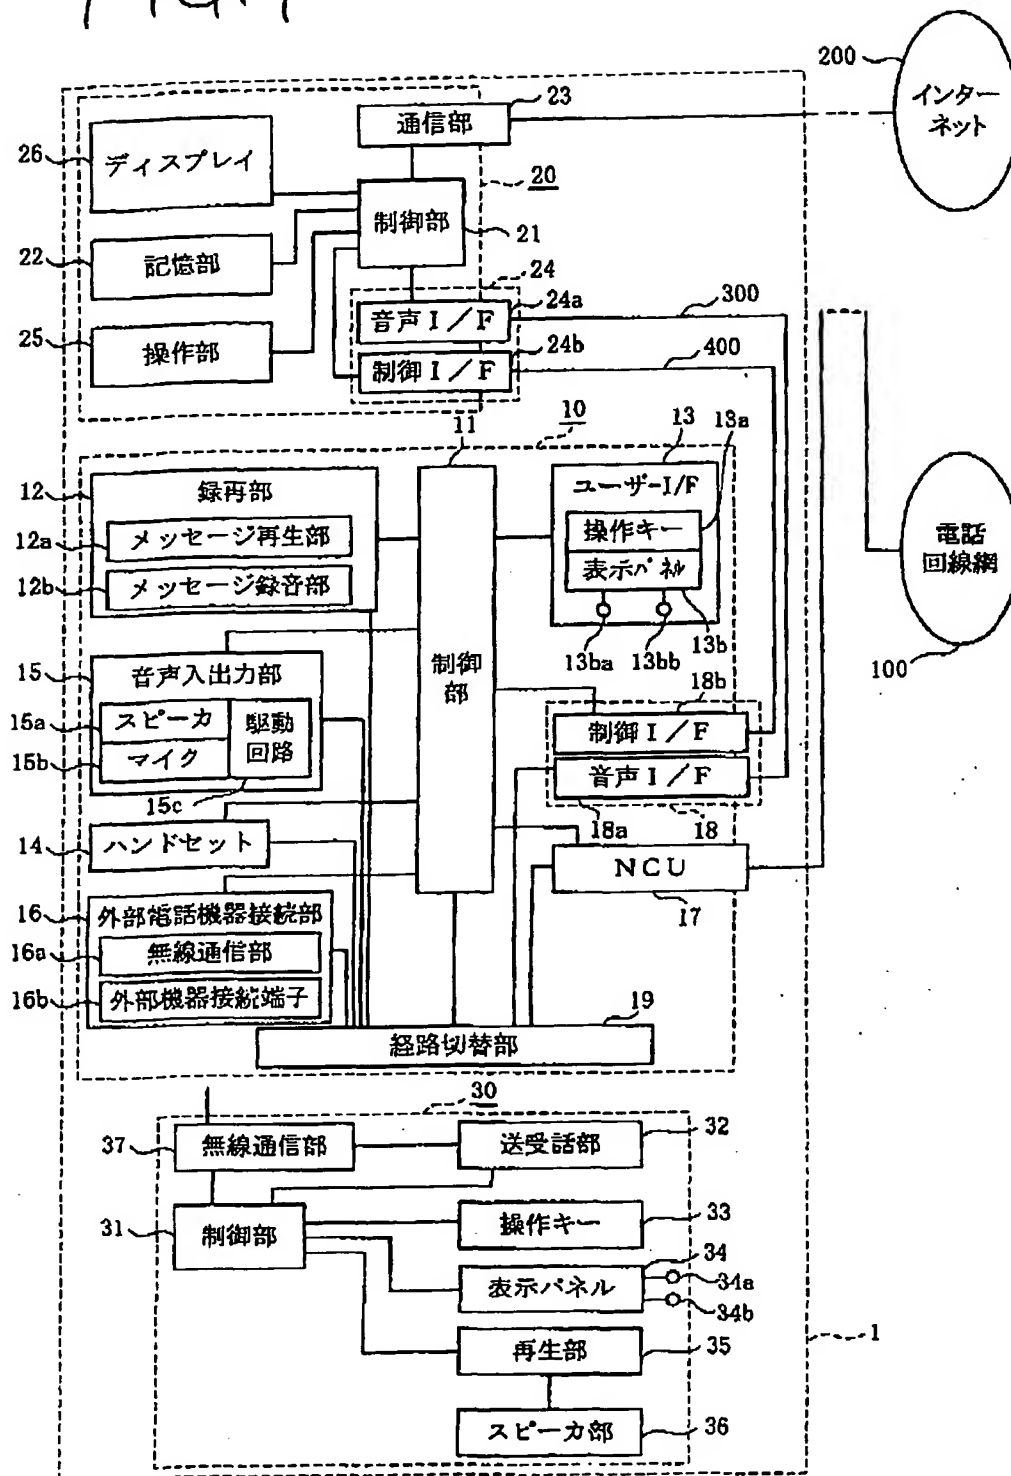 200
インター
ネット
23
通信部
26
ディスプレイ
20
制御部
21
22
記憶部
24
24a
音声I/F
300
25
操作部
24b
制御I/F
400
11
10
13
13a
12
録再部
ユーザーI/F
12a
メッセージ再生部
操作キー
12b
メッセージ録音部
表示パネル
13ba
13bb
13b
電話
回線網
100
制御
部
15
音声入出力部
15a
スピーカ
駆動
回路
15b
マイク
15c
18b
制御I/F
音声I/F
18a
18
14
ハンドセット
NCU
17
16
外部電話機器接続部
16a
無線通信部
16b
外部機器接続端子
19
経路切替部
30
37
無線通信部
送受話部
32
31
制御部
操作キー
33
34
表示パネル
34a
34b
再生部
35
1
スピーカ部
36